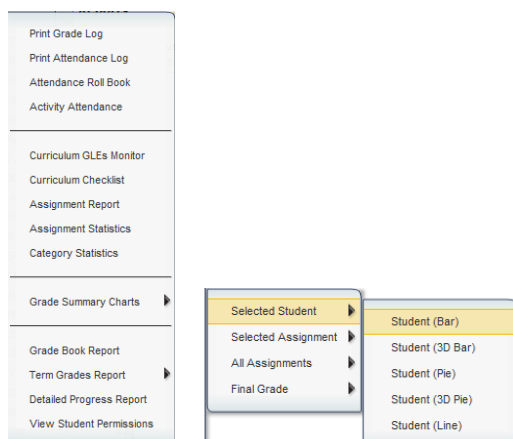 Print Grade Log
Print Attendance Log
Attendance Roll Book
Activity Attendance
Curriculum GLEs Monitor
Curriculum Checklist
Assignment Report
Assignment Statistics
Category Statistics
Grade Summary Charts
Grade Book Report
Term Grades Report
Detailed Progress Report
View Student Permissions
Selected Student
Selected Assignment
All Assignments
Final Grade
Student (Bar)
Student (3D Bar)
Student (Pie)
Student (3D Pie)
Student (Line)